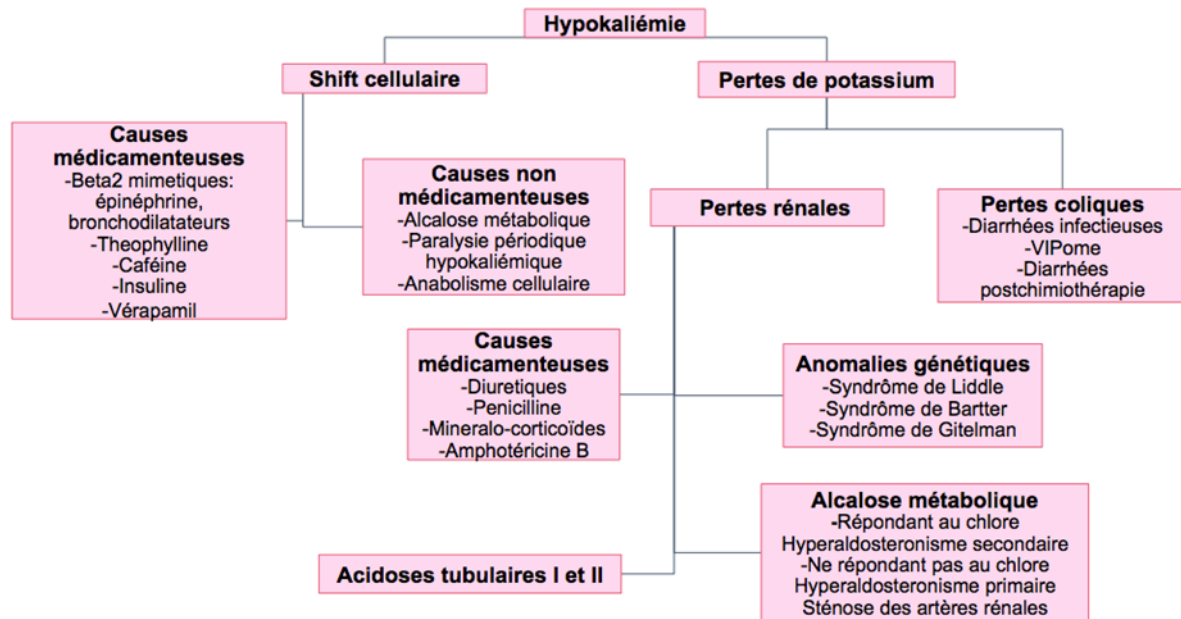 Hypokaliémie
Shift cellulaire
Pertes de potassium
Causes
médicamenteuses
-Beta2 mimetiques:
épinéphrine,
bronchodilatateurs
-Theophylline
-Caféine
-Insuline
-Vérapamil
Causes non
médicamenteuses
-Alcalose métabolique
-Paralysie périodique
hypokaliémique
-Anabolisme cellulaire
Pertes rénales
Pertes coliques
-Diarrhées infectieuses
-VIPome
-Diarrhées
postchimiothérapie
Causes
médicamenteuses
-Diuretiques
-Penicilline
-Mineralo-corticoïdes
-Amphotéricine B
Anomalies génétiques
-Syndrôme de Liddle
-Syndrôme de Bartter
-Syndrôme de Gitelman
Acidoses tubulaires I et II
Alcalose métabolique
-Répondant au chlore
Hyperaldosteronisme secondaire
-Ne répondant pas au chlore
Hyperaldosteronisme primaire
Sténose des artères rénales